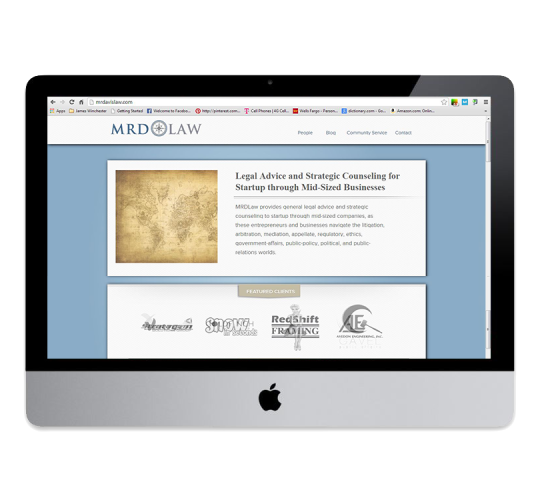 mrdavislaw.com
Apps
James Winchester
Getting Started
Welcome to Facebo...
http://pinterest.com...
Cell Phones | All Cell...
Wells Fargo - Person...
dictionary.com - Go...
Amazon.com: Online...
MRD LAW
People Blog Community Service Contact
Legal Advice and Strategic Counseling for
Startup through Mid-Sized Businesses
MRDLaw provides general legal advice and strategic
counseling to startup through mid-sized companies, as
these entrepreneurs and businesses navigate the litigation,
arbitration, mediation, appellate, regulatory, ethics,
government-affairs, public-policy, political, and public-
relations worlds.
FEATURED CLIENTS
SNOW
in seconds
RedShift
FRAMING
AE